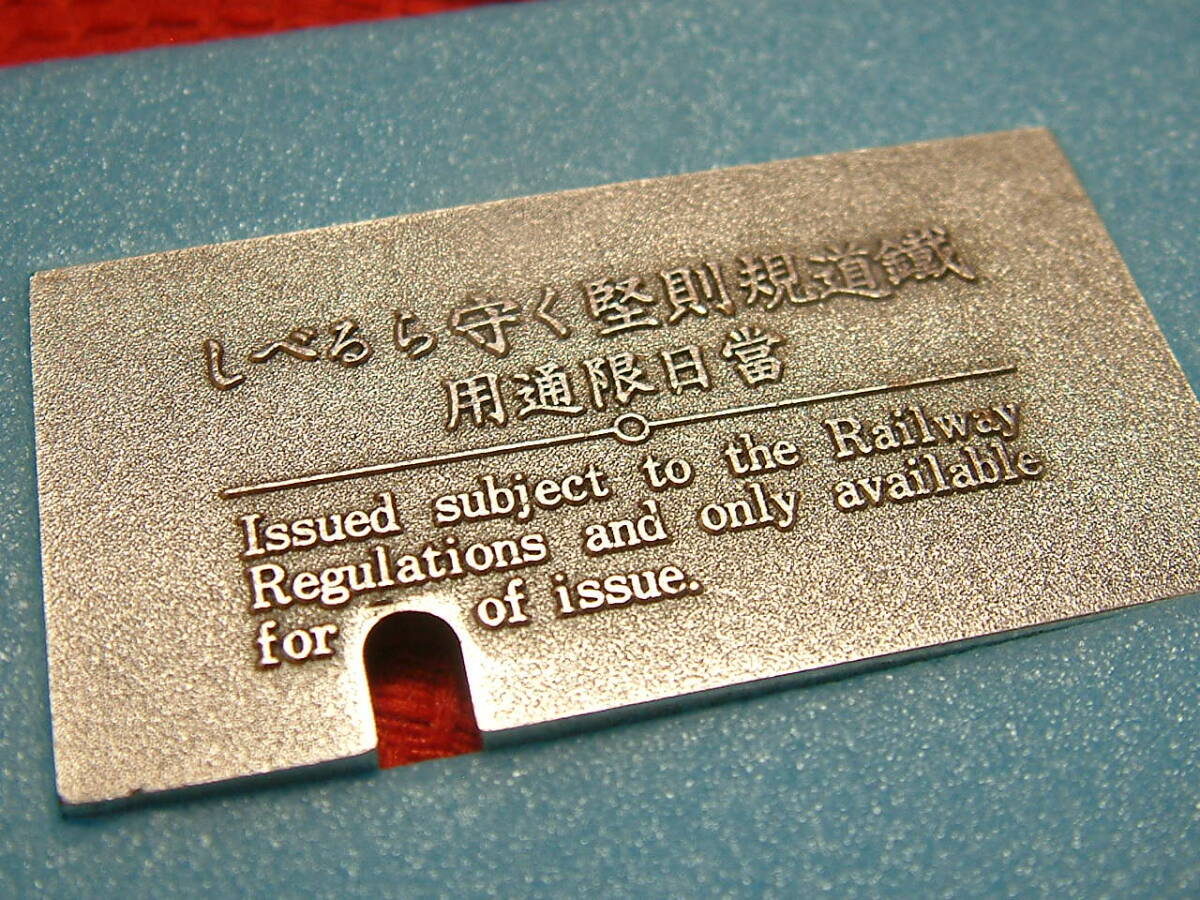 鐵道規則堅く守らるべし
當日限通用
Issued subject to the Railway
Regulations and only available
for of issue.